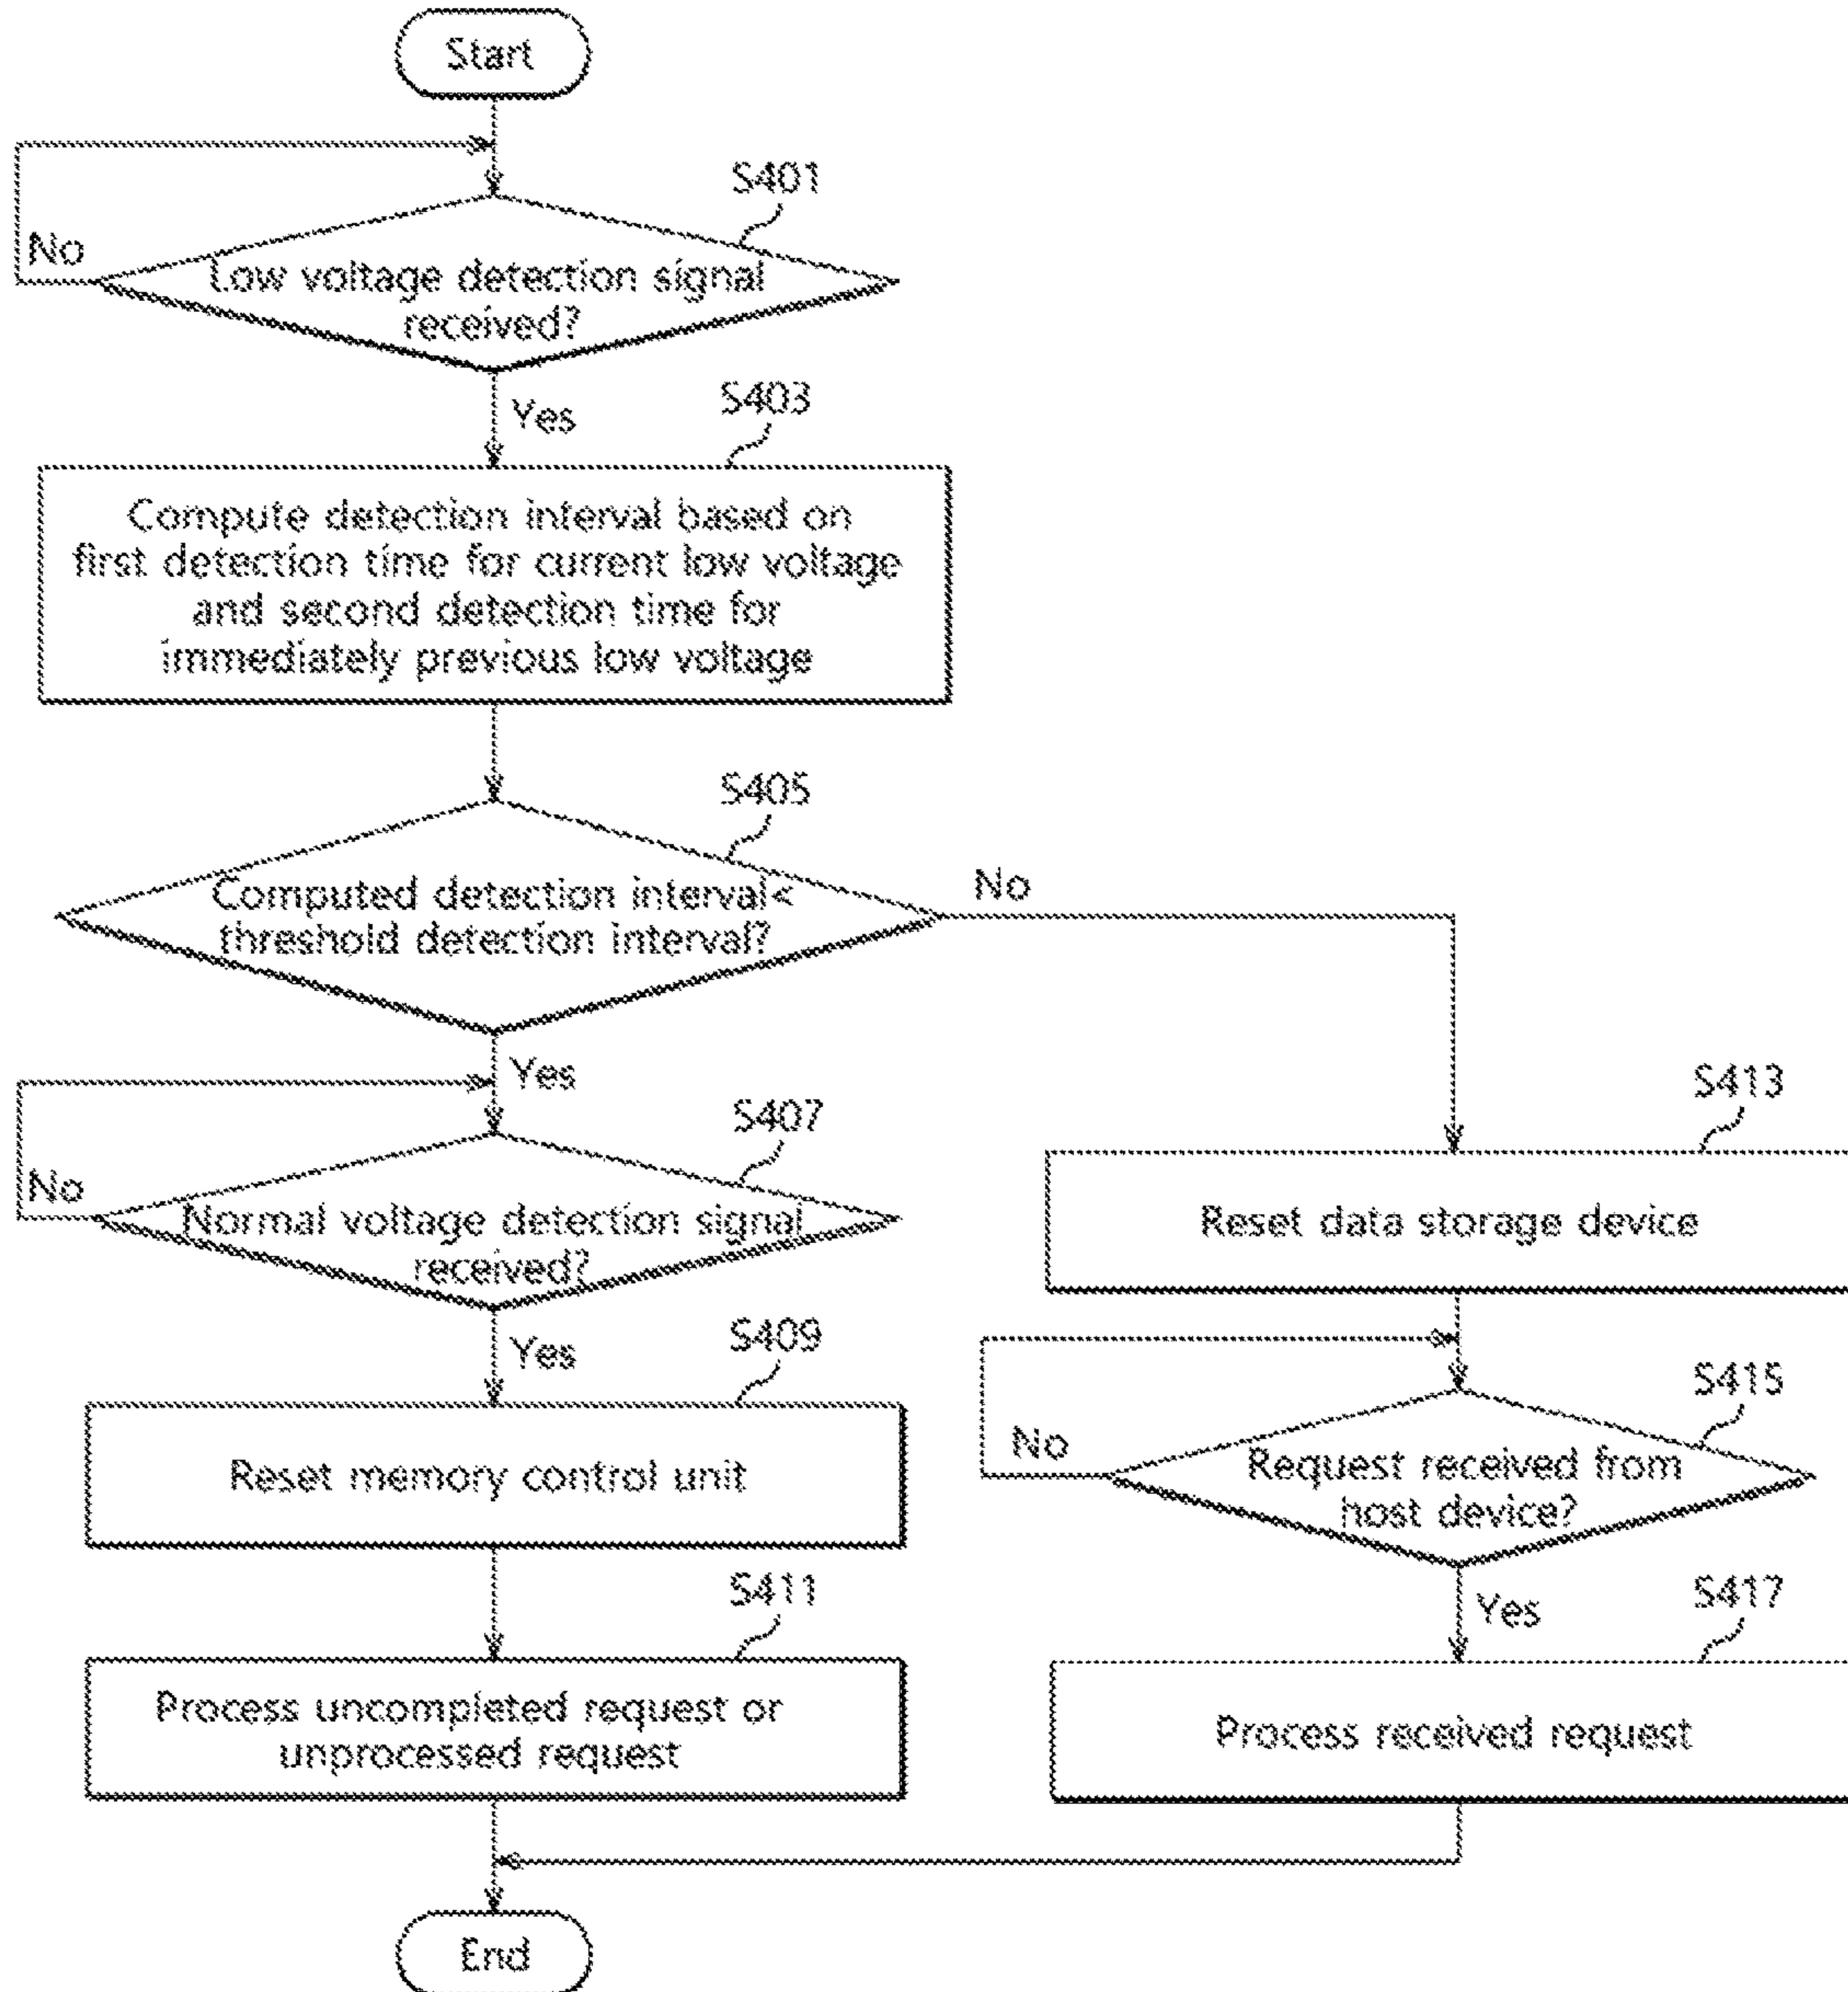 Start
S401
No
Low voltage detection signal
received?
Yes
S403
Compute detection interval based on
first detection time for current low voltage
and second detection time for
immediately previous low voltage
S405
Computed detection interval<
threshold detection interval?
No
Yes
S407
No
Normal voltage detection signal
received?
S413
Reset data storage device
Yes
S409
Reset memory control unit
S415
No
Request received from
host device?
S411
Process uncompleted request or
unprocessed request
Yes
S417
Process received request
End